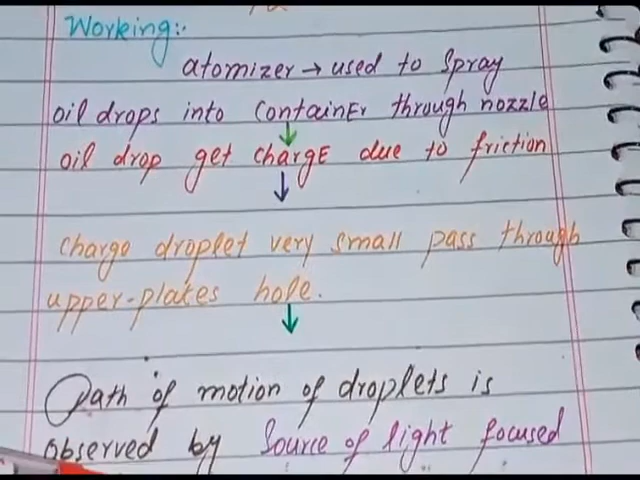 Working:-
atomizer → used to Spray
oil drops into ContainEr through nozzle
oil drop get chargE due to friction
charge droplet very small pass through
upper-plates hole.
Path of motion of droplets is
observed by Source of light focused